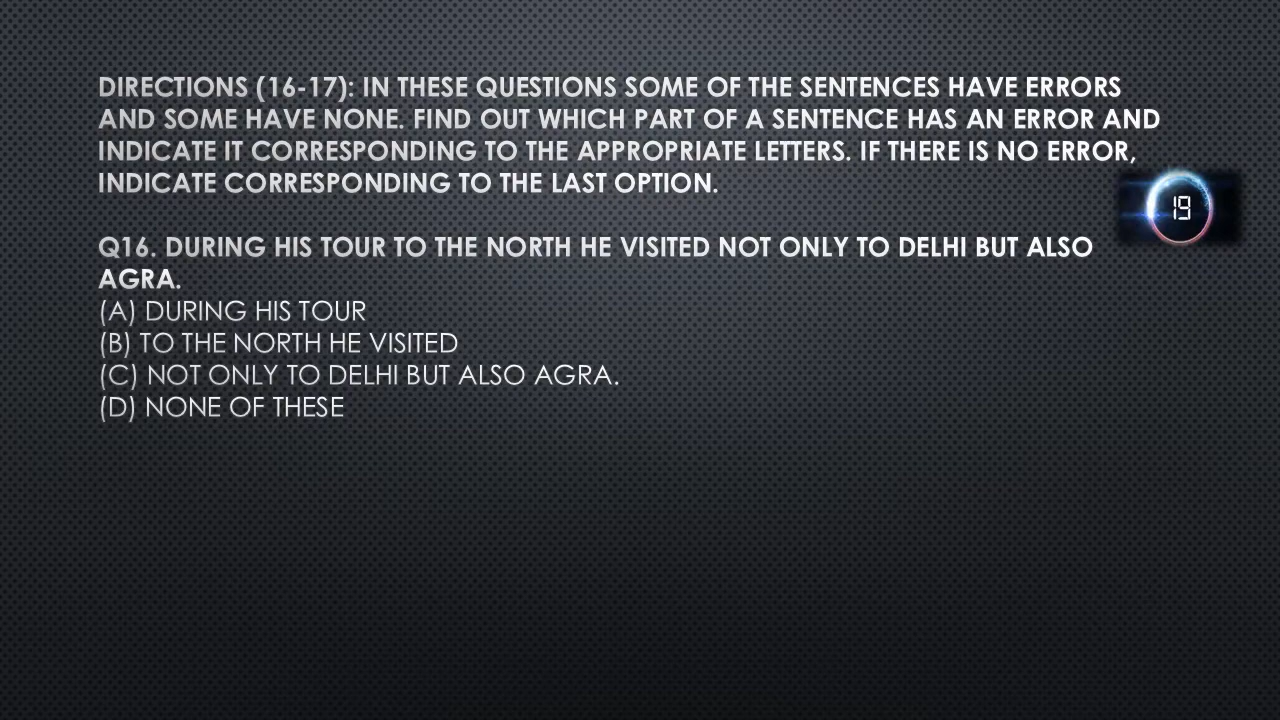 DIRECTIONS (16-17): IN THESE QUESTIONS SOME OF THE SENTENCES HAVE ERRORS
AND SOME HAVE NONE. FIND OUT WHICH PART OF A SENTENCE HAS AN ERROR AND
INDICATE IT CORRESPONDING TO THE APPROPRIATE LETTERS. IF THERE IS NO ERROR,
INDICATE CORRESPONDING TO THE LAST OPTION.
19
Q16. DURING HIS TOUR TO THE NORTH HE VISITED NOT ONLY TO DELHI BUT ALSO
AGRA.
(A) DURING HIS TOUR
(B) TO THE NORTH HE VISITED
(C) NOT ONLY TO DELHI BUT ALSO AGRA.
(D) NONE OF THESE